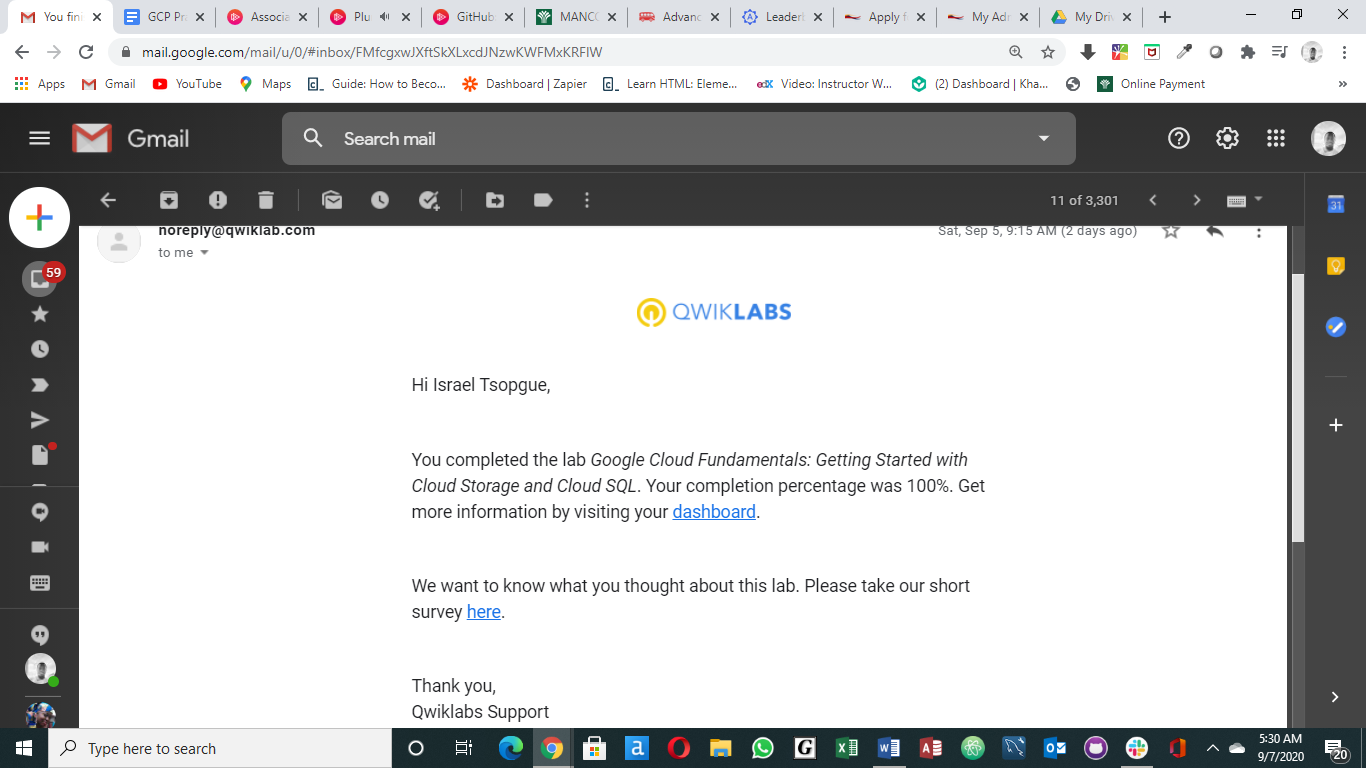 You fin
GCP Pr
Associa
Plu
GitHub
MANCO
Advanc
Leaderb
Apply f
My Adr
My Driv
mail.google.com/mail/u/0/#inbox/FMfcgxwJXftSkXLxcdJNzwKWFMxKRFlW
Apps
Gmail
YouTube
Maps
Guide: How to Beco...
Dashboard | Zapier
Learn HTML: Eleme...
Video: Instructor W...
(2) Dashboard | Kha...
Online Payment
Gmail
Search mail
11 of 3,301
31
noreply@qwiklab.com
Sat, Sep 5, 9:15 AM (2 days ago)
to me
59
QWIKLABS
Hi Israel Tsopgue,
You completed the lab Google Cloud Fundamentals: Getting Started with
Cloud Storage and Cloud SQL. Your completion percentage was 100%. Get
more information by visiting your dashboard.
We want to know what you thought about this lab. Please take our short
survey here.
Thank you,
Qwiklabs Support
Type here to search
5:30 AM
9/7/2020
20